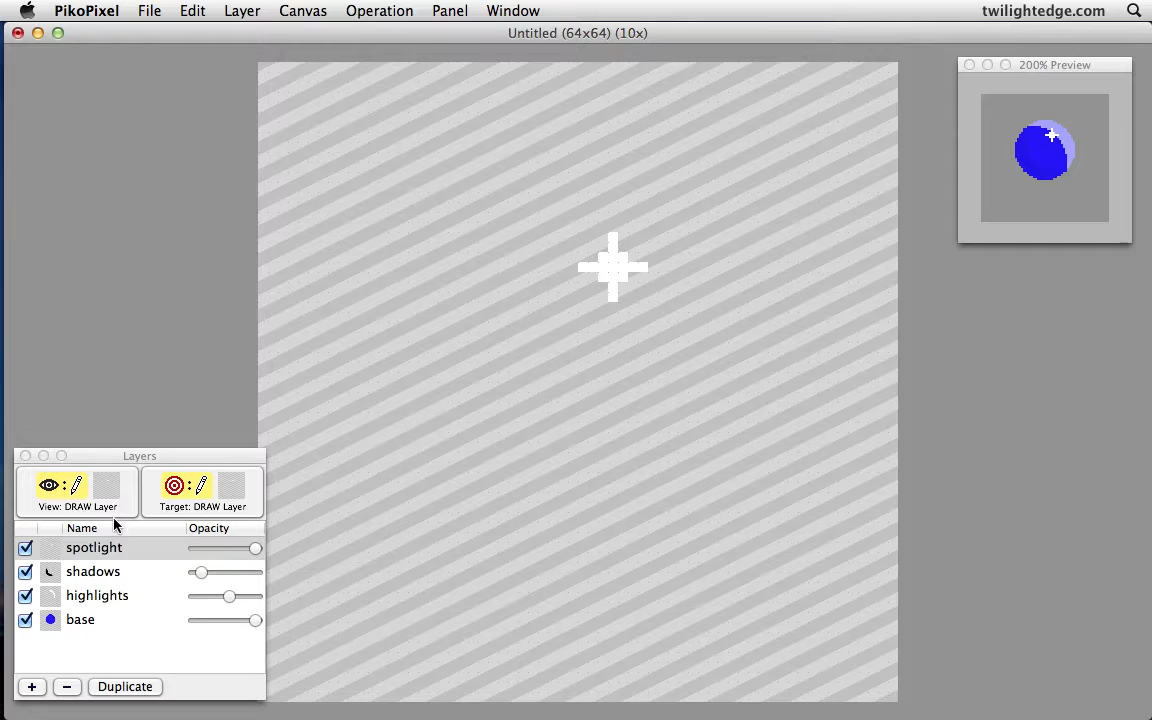 PikoPixel File Edit Layer Canvas Operation Panel Window twilightedge.com
Untitled (64x64) (10x)
200% Preview
Layers
View: DRAW Layer Target: DRAW Layer
Name Opacity
spotlight
shadows
highlights
base
+ - Duplicate